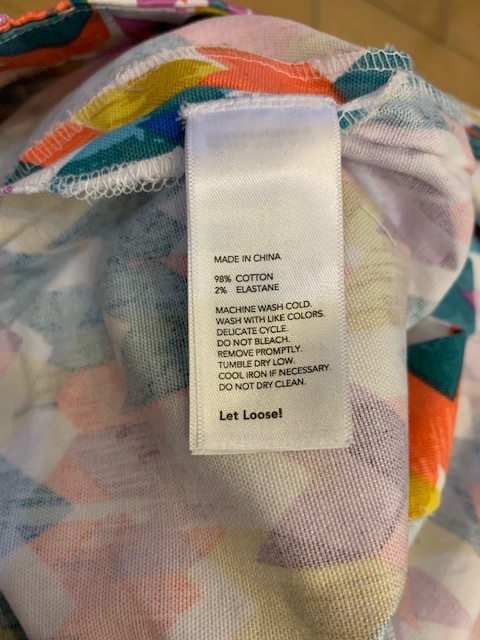 MADE IN CHINA
98% COTTON
2% ELASTANE
MACHINE WASH COLD.
WASH WITH LIKE COLORS.
DELICATE CYCLE.
DO NOT BLEACH.
REMOVE PROMPTLY.
TUMBLE DRY LOW.
COOL IRON IF NECESSARY.
DO NOT DRY CLEAN.
Let Loose!